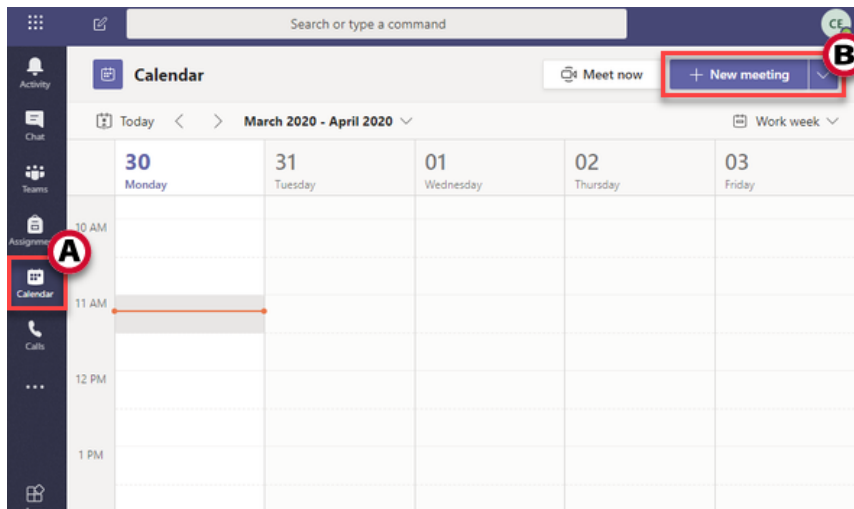 Search or type a command
CE
B
Activity
Calendar
Meet now
+ New meeting
Chat
Today
March 2020 - April 2020
Work week
Teams
30
31
01
02
03
Monday
Tuesday
Wednesday
Thursday
Friday
10 AM
Assignme
A
Calendar
11 AM
Calls
12 PM
1 PM